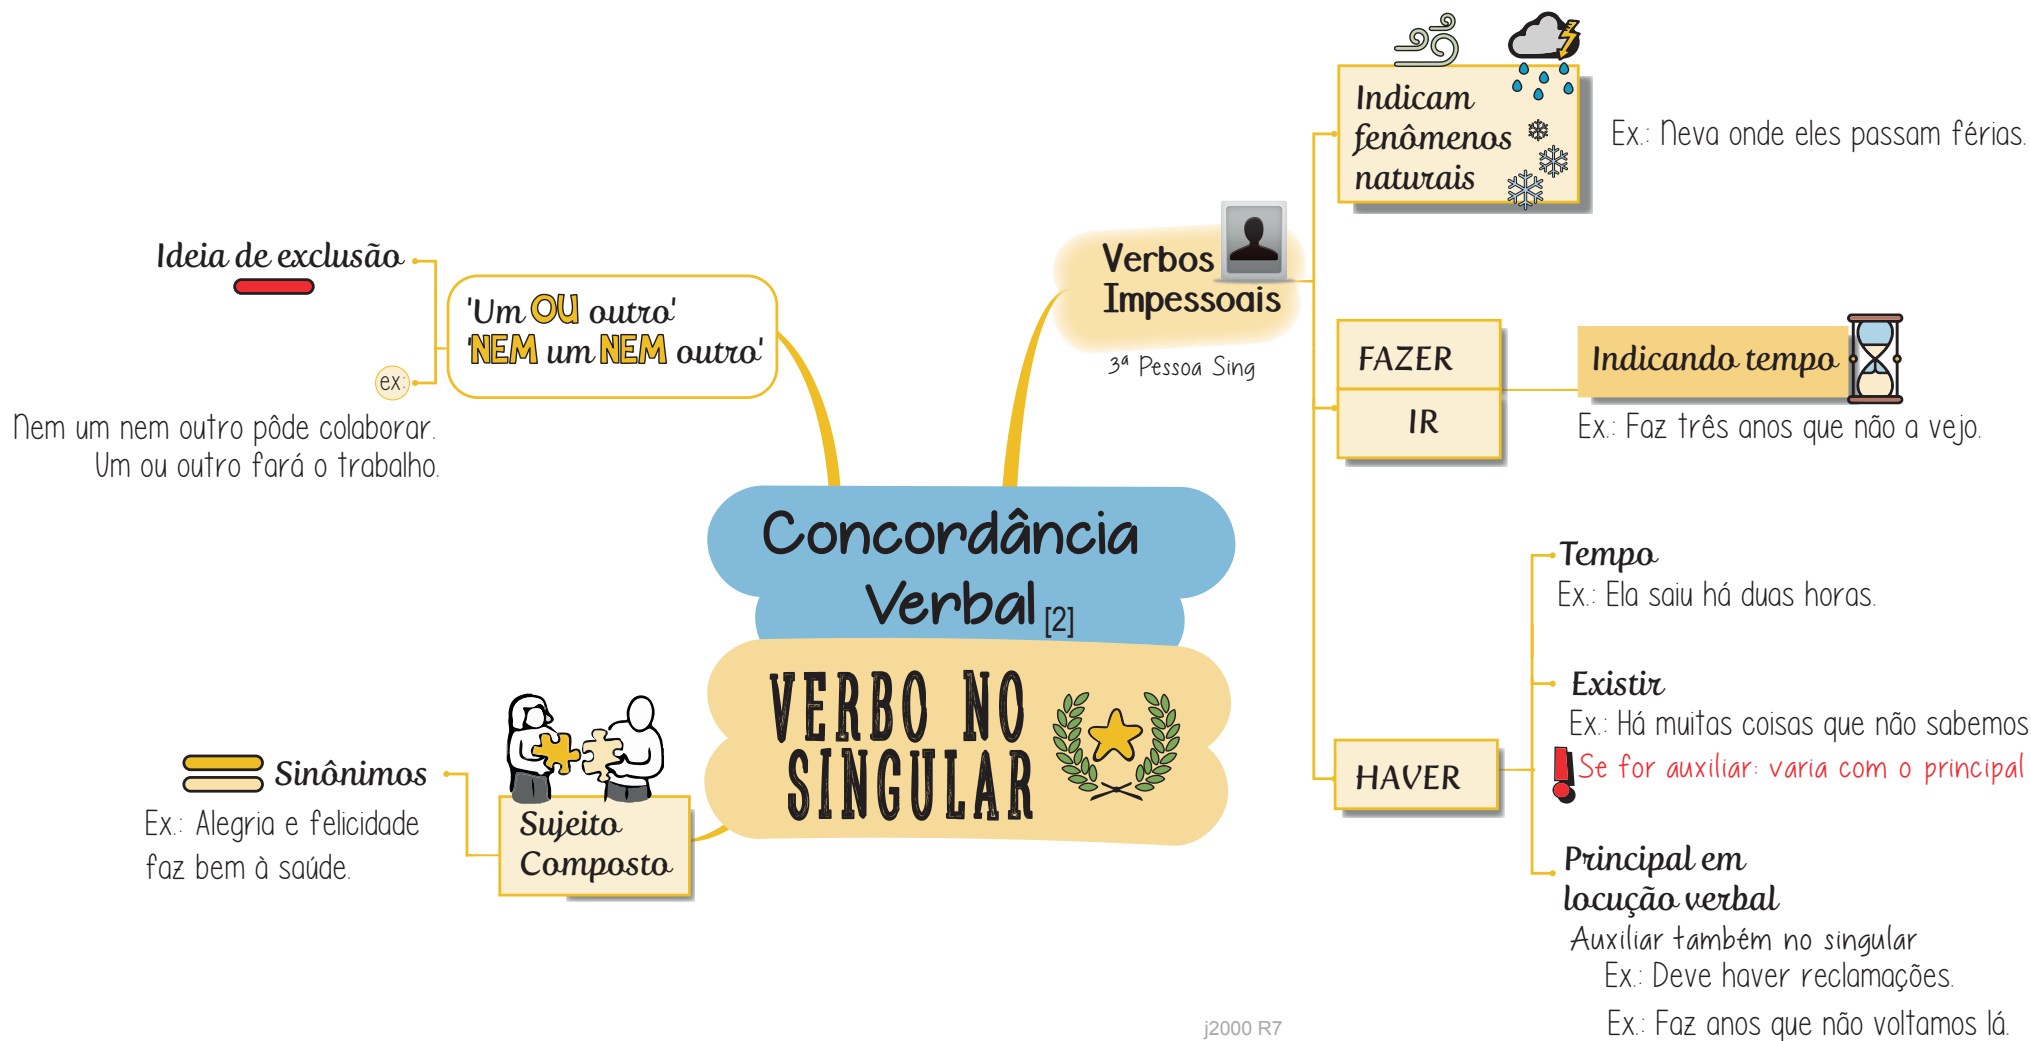 Concordância
Verbal [2]
VERBO NO
SINGULAR
Verbos
Impessoais
3ª Pessoa Sing
Indicam
fenômenos
naturais
Ex.: Neva onde eles passam férias.
FAZER
IR
Indicando tempo
Ex.: Faz três anos que não a vejo.
HAVER
Tempo
Ex.: Ela saiu há duas horas.
Existir
Ex.: Há muitas coisas que não sabemos
Se for auxiliar: varia com o principal
Principal em
locução verbal
Auxiliar também no singular
Ex.: Deve haver reclamações.
Ex.: Faz anos que não voltamos lá.
'Um OU outro'
'NEM um NEM outro'
Ideia de exclusão
ex:
Nem um nem outro pôde colaborar.
Um ou outro fará o trabalho.
Sujeito
Composto
Sinônimos
Ex.: Alegria e felicidade
faz bem à saúde.
j2000 R7